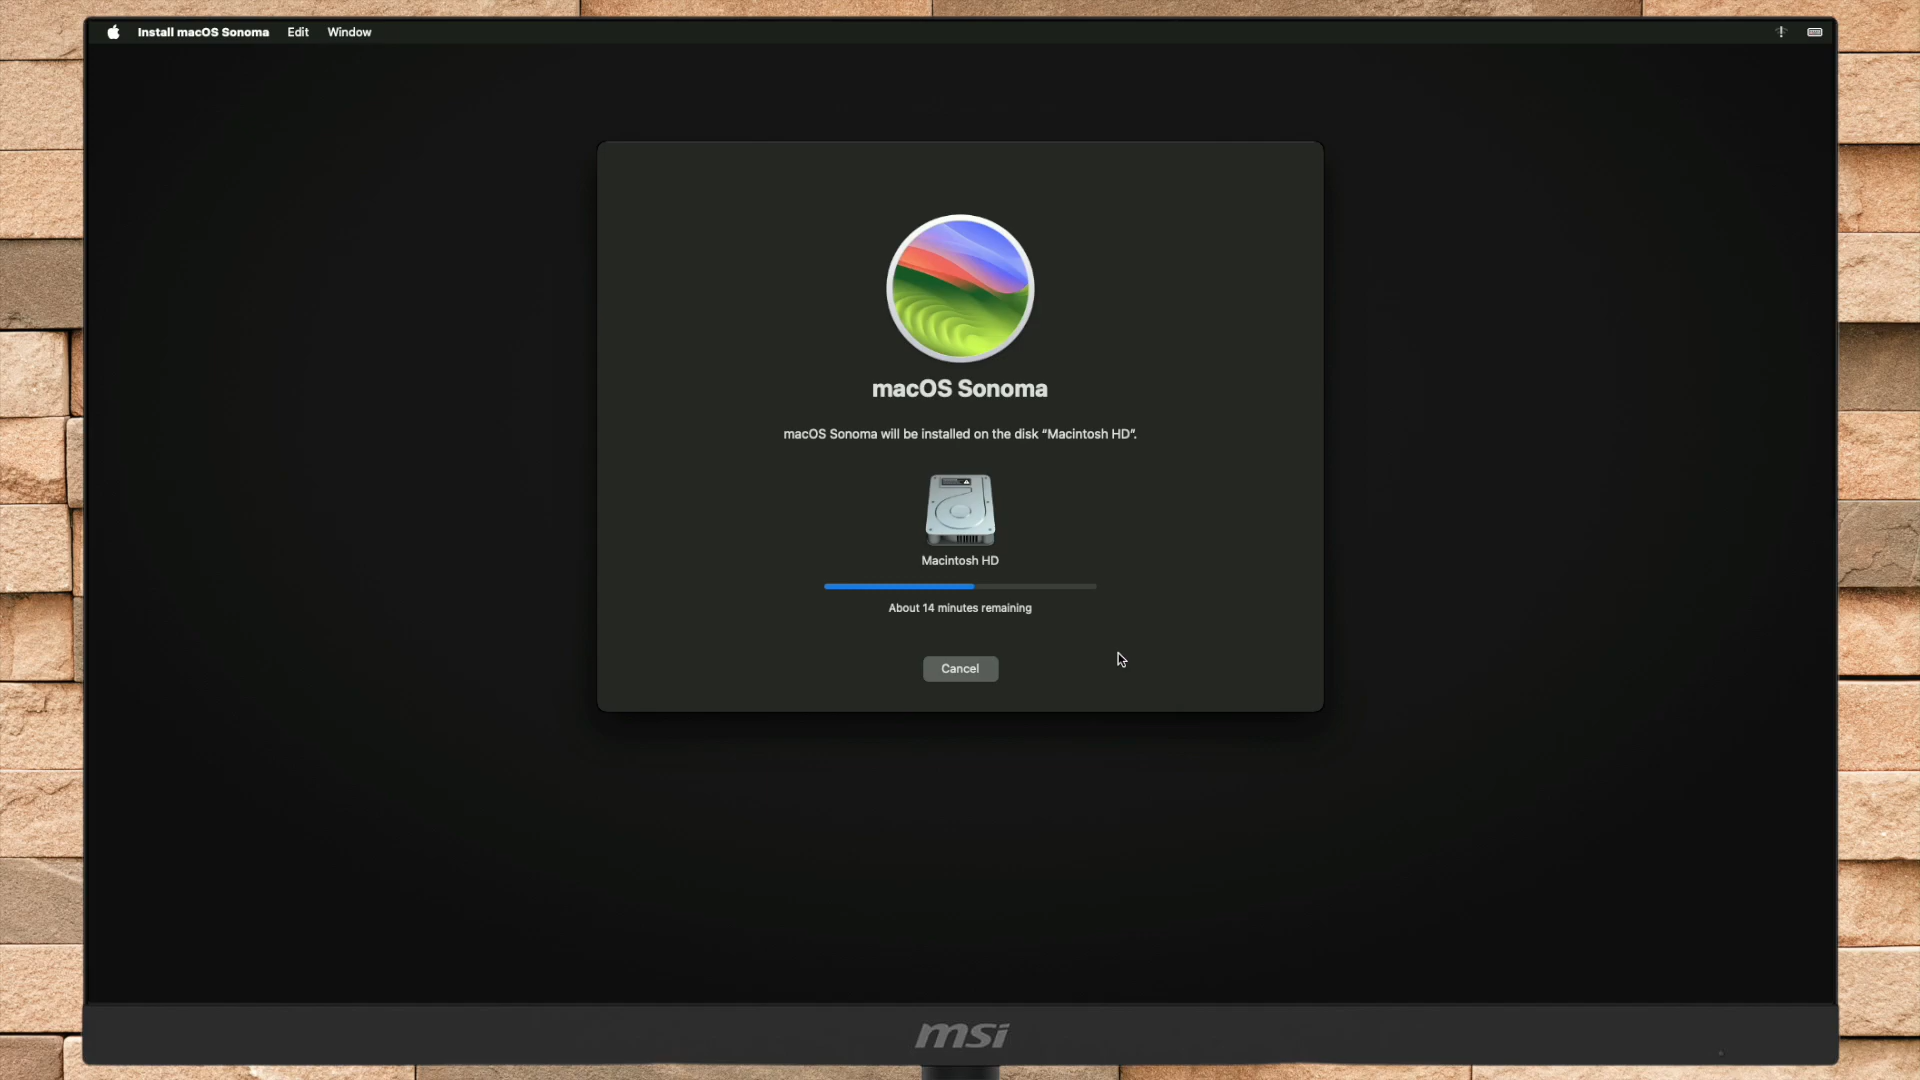 Install macOS Sonoma Edit Window
macOS Sonoma
macOS Sonoma will be installed on the disk “Macintosh HD”.
Macintosh HD
About 14 minutes remaining
Cancel
msi